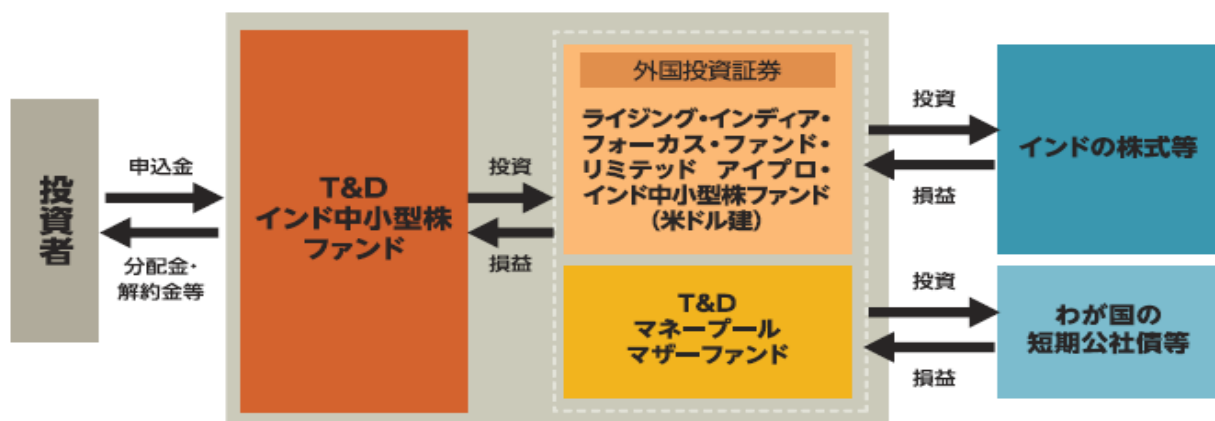 投資者
申込金
分配金・
解約金等
T&D
インド中小型株
ファンド
投資
損益
外国投資証券
ライジング・インディア・
フォーカス・ファンド・
リミテッド アイプロ・
インド中小型株ファンド
(米ドル建)
T&D
マネープール
マザーファンド
投資
損益
インドの株式等
投資
損益
わが国の
短期公社債等